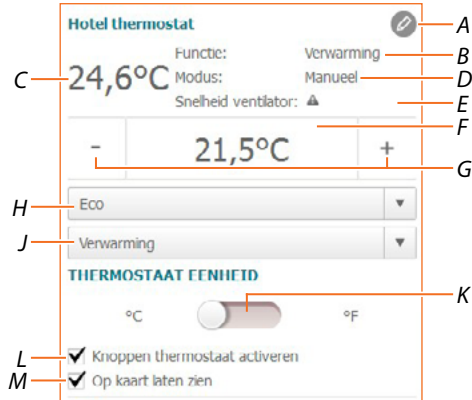 Hotel thermostat
A
Functie: Verwarming
B
C
24,6°C
Modus: Manueel
D
Snelheid ventilator:
E
F
- 21,5°C +
G
H
Eco
J
Verwarming
THERMOSTAAT EENHEID
K
°C °F
L
Knoppen thermostaat activeren
M
Op kaart laten zien